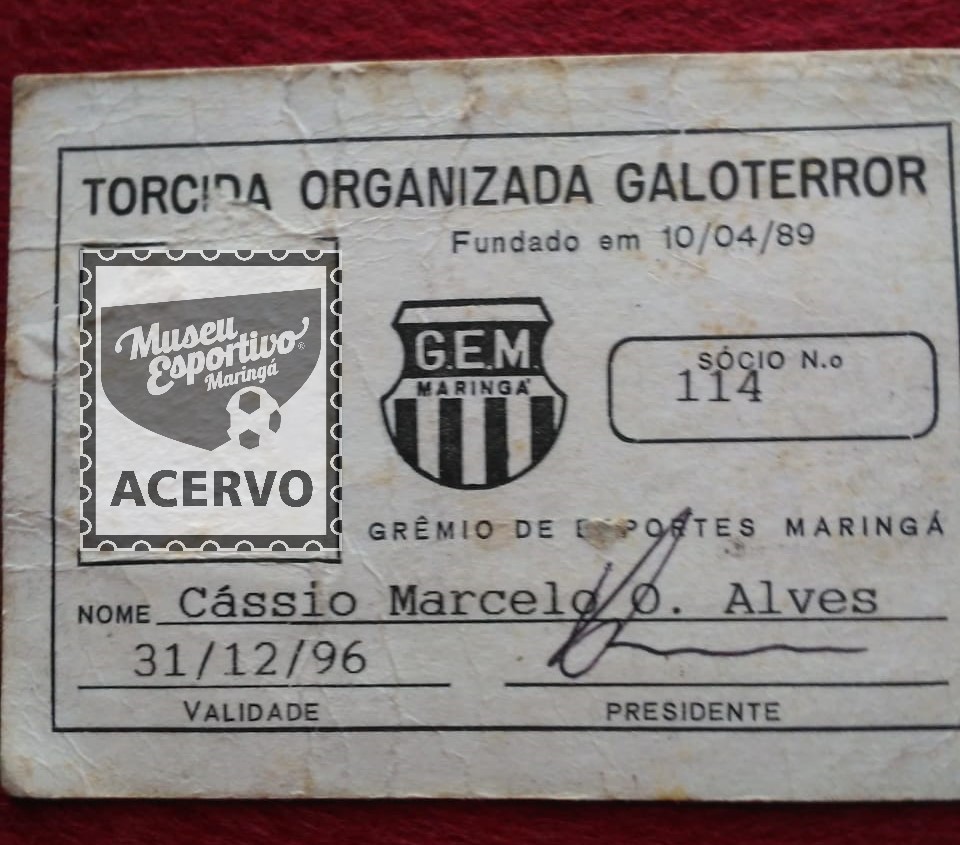 TORCIDA ORGANIZADA GALOTERROR
Fundado em 10/04/89
Museu
Esportivo®
Maringá
ACERVO
G.E.M.
MARINGÁ
SÓCIO N.o
114
GRÊMIO DE ESPORTES MARINGÁ
NOME Cássio Marcelo O. Alves
31/12/96
VALIDADE
PRESIDENTE